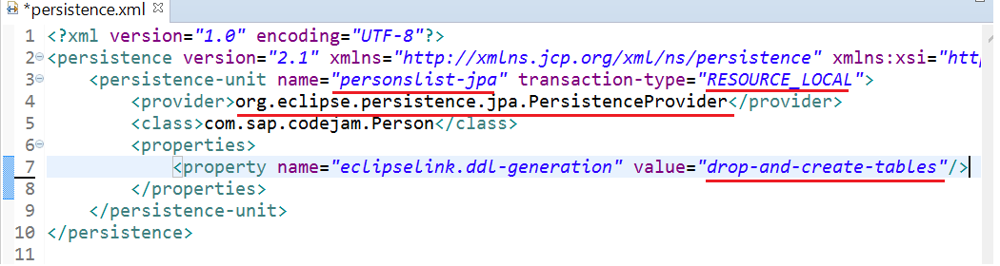 *persistence.xml
1 <?xml version="1.0" encoding="UTF-8"?>
2 <persistence version="2.1" xmlns="http://xmlns.jcp.org/xml/ns/persistence" xmlns:xsi="htt
3 <persistence-unit name="personslist-jpa" transaction-type="RESOURCE_LOCAL">
4 <provider>org.eclipse.persistence.jpa.PersistenceProvider</provider>
5 <class>com.sap.codejam.Person</class>
6 <properties>
7 <property name="eclipselink.ddl-generation" value="drop-and-create-tables"/>
8 </properties>
9 </persistence-unit>
10 </persistence>
11